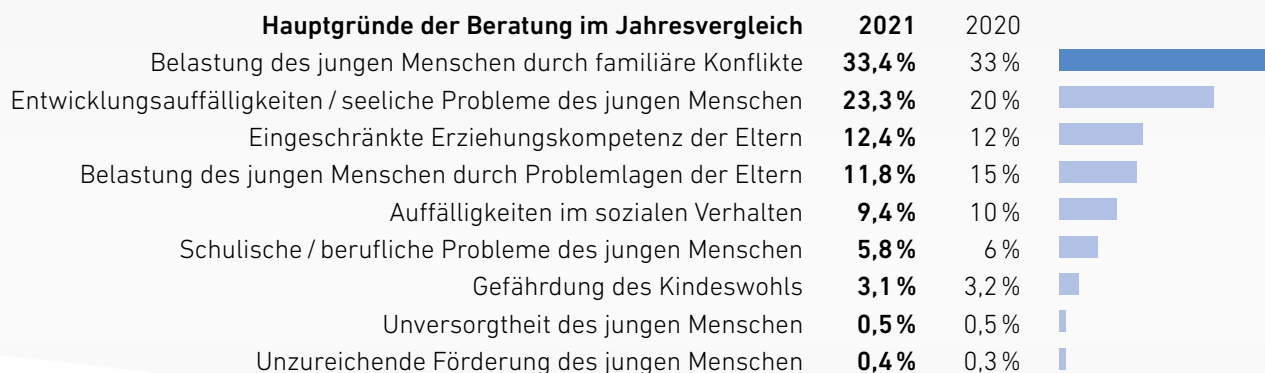 Hauptgründe der Beratung im Jahresvergleich 2021 2020
Belastung des jungen Menschen durch familiäre Konflikte 33,4 % 33 %
Entwicklungsauffälligkeiten / seeliche Probleme des jungen Menschen 23,3 % 20 %
Eingeschränkte Erziehungskompetenz der Eltern 12,4 % 12 %
Belastung des jungen Menschen durch Problemlagen der Eltern 11,8 % 15 %
Auffälligkeiten im sozialen Verhalten 9,4 % 10 %
Schulische / berufliche Probleme des jungen Menschen 5,8 % 6 %
Gefährdung des Kindeswohls 3,1 % 3,2 %
Unversorgtheit des jungen Menschen 0,5 % 0,5 %
Unzureichende Förderung des jungen Menschen 0,4 % 0,3 %